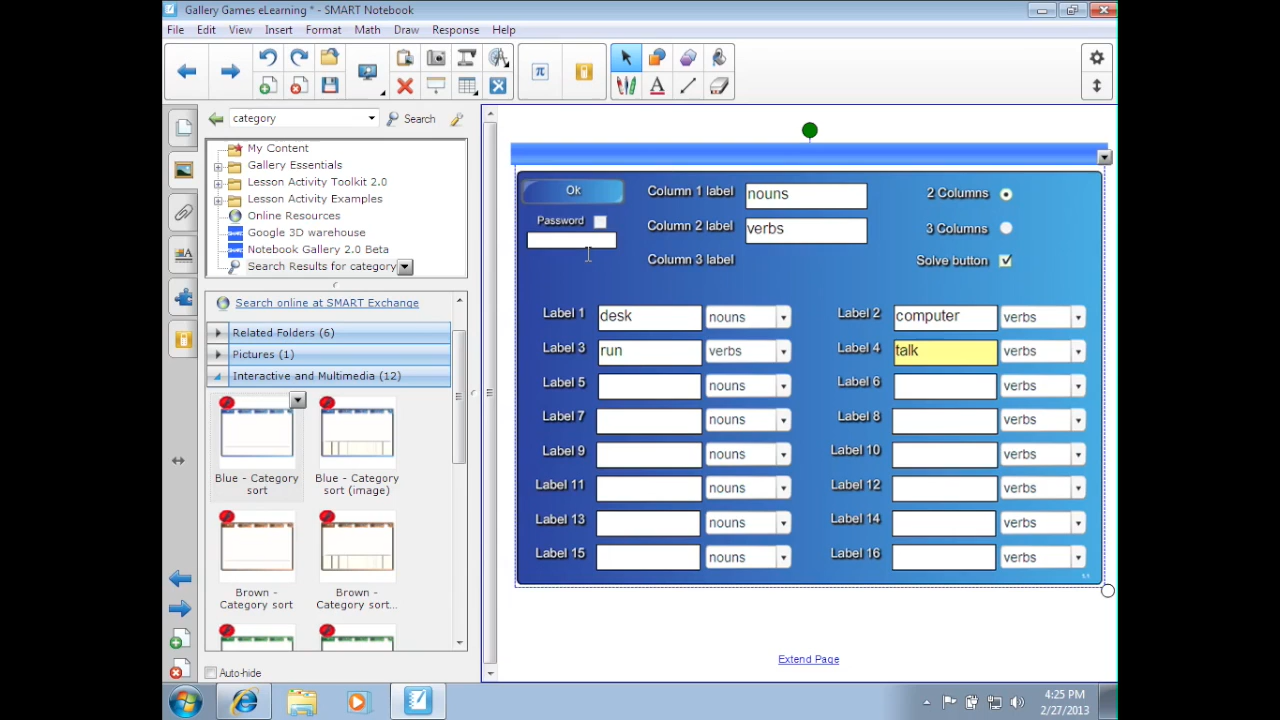 Gallery Games eLearning * - SMART Notebook
File Edit View Insert Format Math Draw Response Help
category Search
My Content
Gallery Essentials
Lesson Activity Toolkit 2.0
Lesson Activity Examples
Online Resources
Google 3D warehouse
Notebook Gallery 2.0 Beta
Search Results for category
Search online at SMART Exchange
Related Folders (6)
Pictures (1)
Interactive and Multimedia (12)
Blue - Category sort
Blue - Category sort (image)
Brown - Category sort
Brown - Category sort...
Auto-hide
Ok
Password
Column 1 label nouns
Column 2 label verbs
Column 3 label
2 Columns
3 Columns
Solve button
Label 1 desk nouns Label 2 computer verbs
Label 3 run verbs Label 4 talk verbs
Label 5 nouns Label 6 verbs
Label 7 nouns Label 8 verbs
Label 9 nouns Label 10 verbs
Label 11 nouns Label 12 verbs
Label 13 nouns Label 14 verbs
Label 15 nouns Label 16 verbs
Extend Page
4:25 PM
2/27/2013